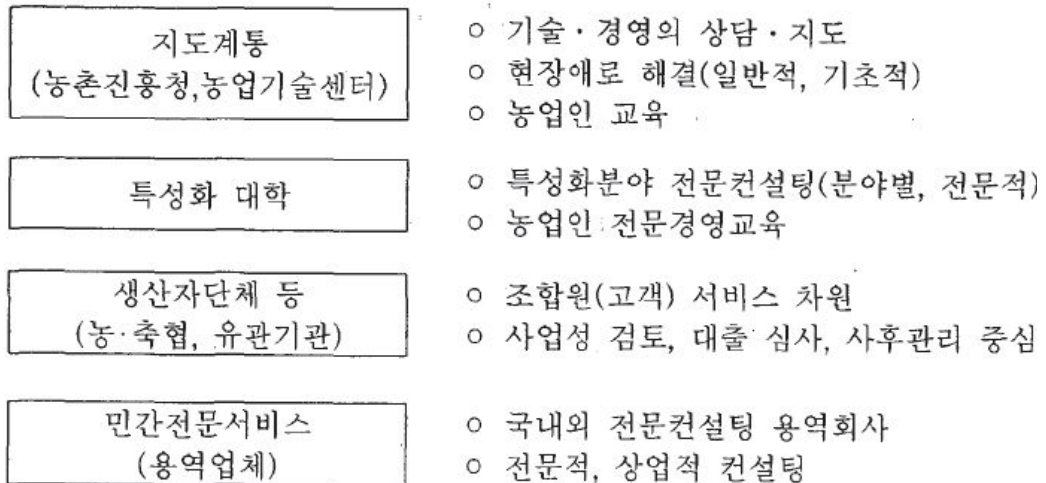 지도계통
(농촌진흥청,농업기술센터)
○ 기술·경영의 상담·지도
○ 현장애로 해결(일반적, 기초적)
○ 농업인 교육
특성화 대학
○ 특성화분야 전문컨설팅(분야별, 전문적)
○ 농업인 전문경영교육
생산자단체 등
(농·축협, 유관기관)
○ 조합원(고객) 서비스 차원
○ 사업성 검토, 대출 심사, 사후관리 중심
민간전문서비스
(용역업체)
○ 국내외 전문컨설팅 용역회사
○ 전문적, 상업적 컨설팅